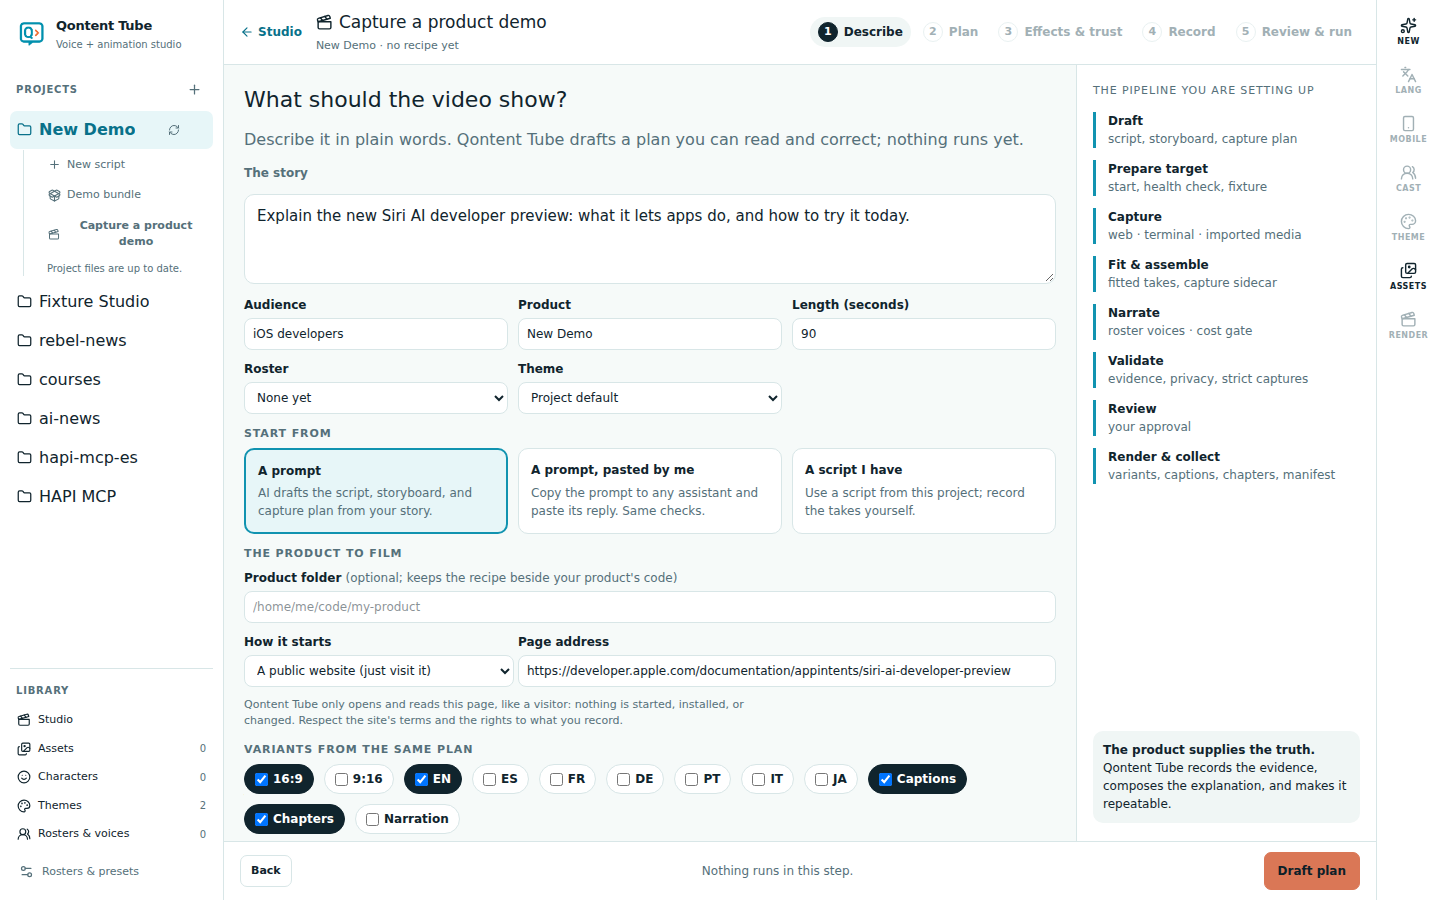 Qontent Tube
Voice + animation studio
PROJECTS
New Demo
New script
Demo bundle
Capture a product
demo
Project files are up to date.
Fixture Studio
rebel-news
courses
ai-news
hapi-mcp-es
HAPI MCP
LIBRARY
Studio
Assets 0
Characters 0
Themes 2
Rosters & voices 0
Rosters & presets
Studio
Capture a product demo
New Demo · no recipe yet
1 Describe
2 Plan
3 Effects & trust
4 Record
5 Review & run
What should the video show?
Describe it in plain words. Qontent Tube drafts a plan you can read and correct; nothing runs yet.
The story
Explain the new Siri AI developer preview: what it lets apps do, and how to try it today.
Audience Product Length (seconds)
iOS developers New Demo 90
Roster Theme
None yet Project default
START FROM
A prompt
AI drafts the script, storyboard, and
capture plan from your story.
A prompt, pasted by me
Copy the prompt to any assistant and
paste its reply. Same checks.
A script I have
Use a script from this project; record
the takes yourself.
THE PRODUCT TO FILM
Product folder (optional; keeps the recipe beside your product's code)
/home/me/code/my-product
How it starts Page address
A public website (just visit it) https://developer.apple.com/documentation/appintents/siri-ai-developer-preview
Qontent Tube only opens and reads this page, like a visitor: nothing is started, installed, or
changed. Respect the site's terms and the rights to what you record.
VARIANTS FROM THE SAME PLAN
16:9 9:16 EN ES FR DE PT IT JA Captions
Chapters Narration
Back
Nothing runs in this step.
Draft plan
THE PIPELINE YOU ARE SETTING UP
Draft
script, storyboard, capture plan
Prepare target
start, health check, fixture
Capture
web · terminal · imported media
Fit & assemble
fitted takes, capture sidecar
Narrate
roster voices · cost gate
Validate
evidence, privacy, strict captures
Review
your approval
Render & collect
variants, captions, chapters, manifest
The product supplies the truth.
Qontent Tube records the evidence,
composes the explanation, and makes it
repeatable.
NEW
LANG
MOBILE
CAST
THEME
ASSETS
RENDER